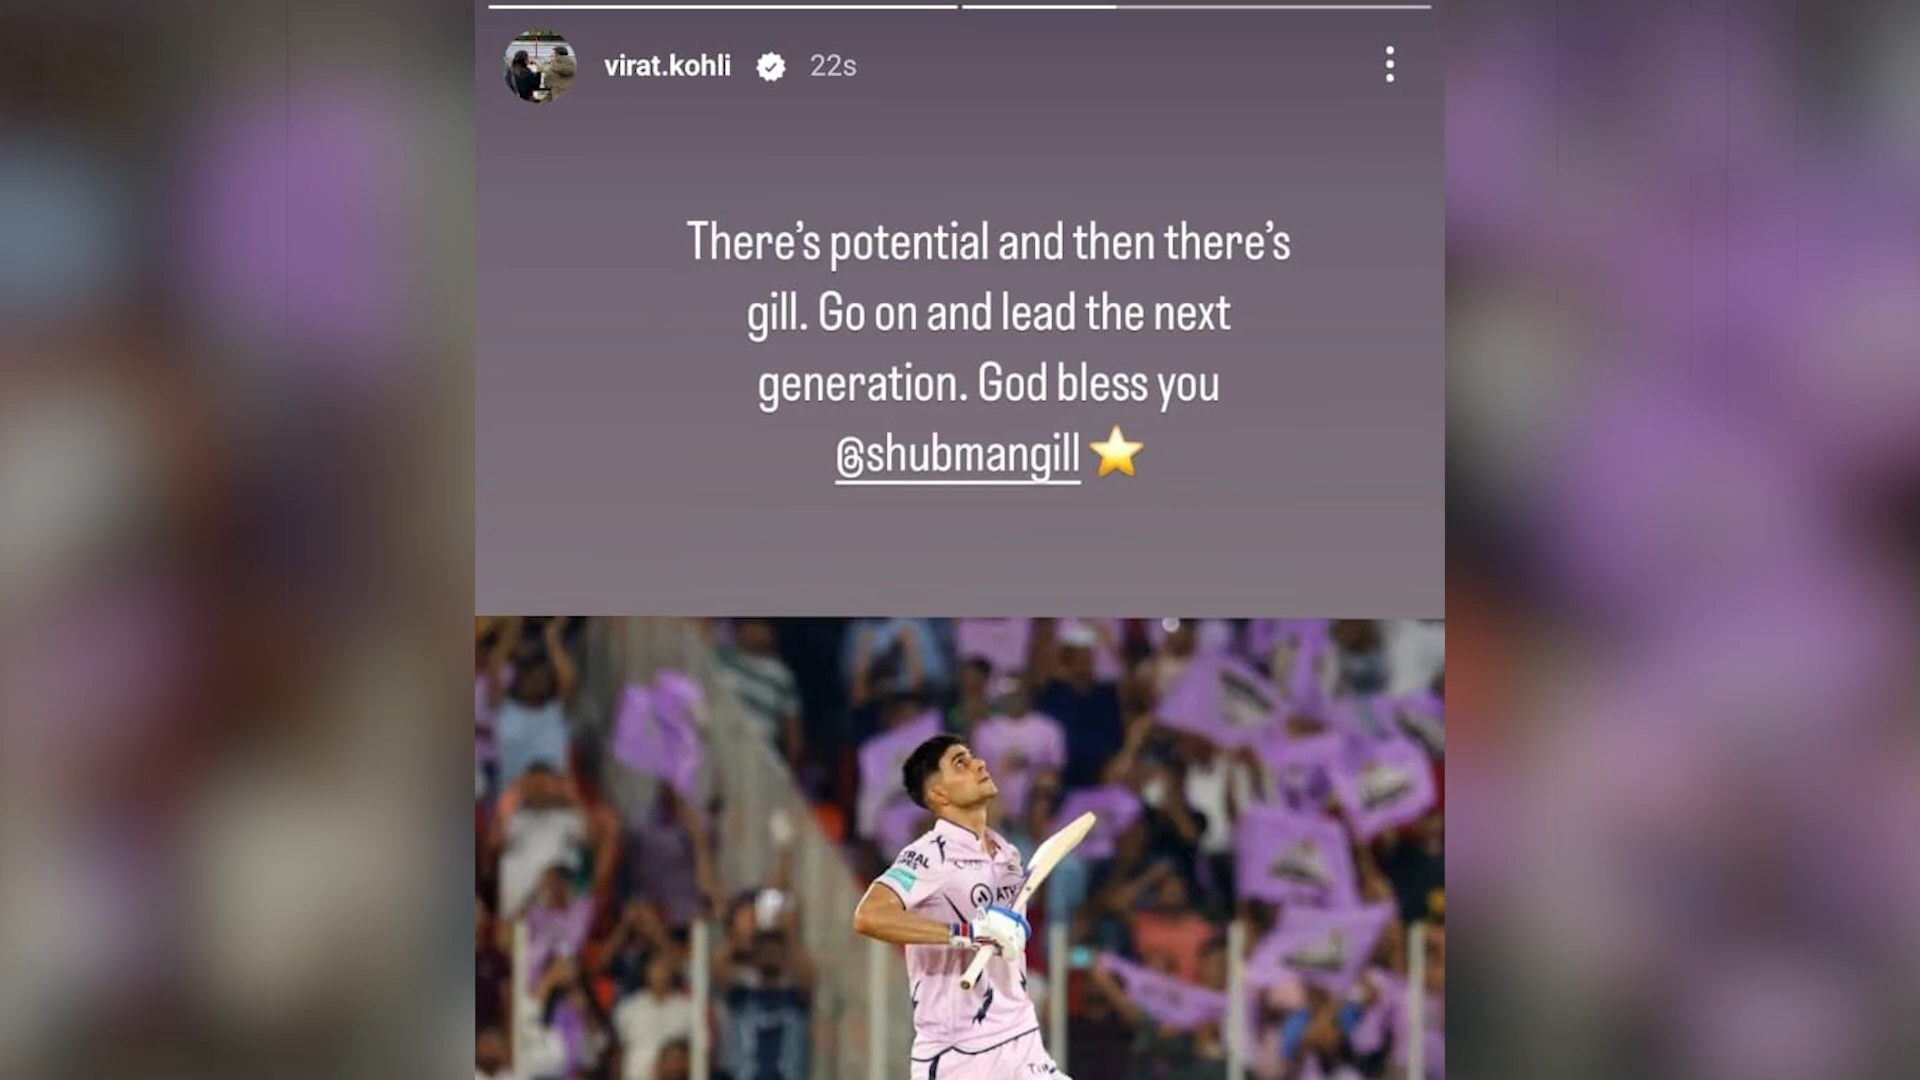 virat.kohli 22s
There's potential and then there's
gill. Go on and lead the next
generation. God bless you
@shubmangill